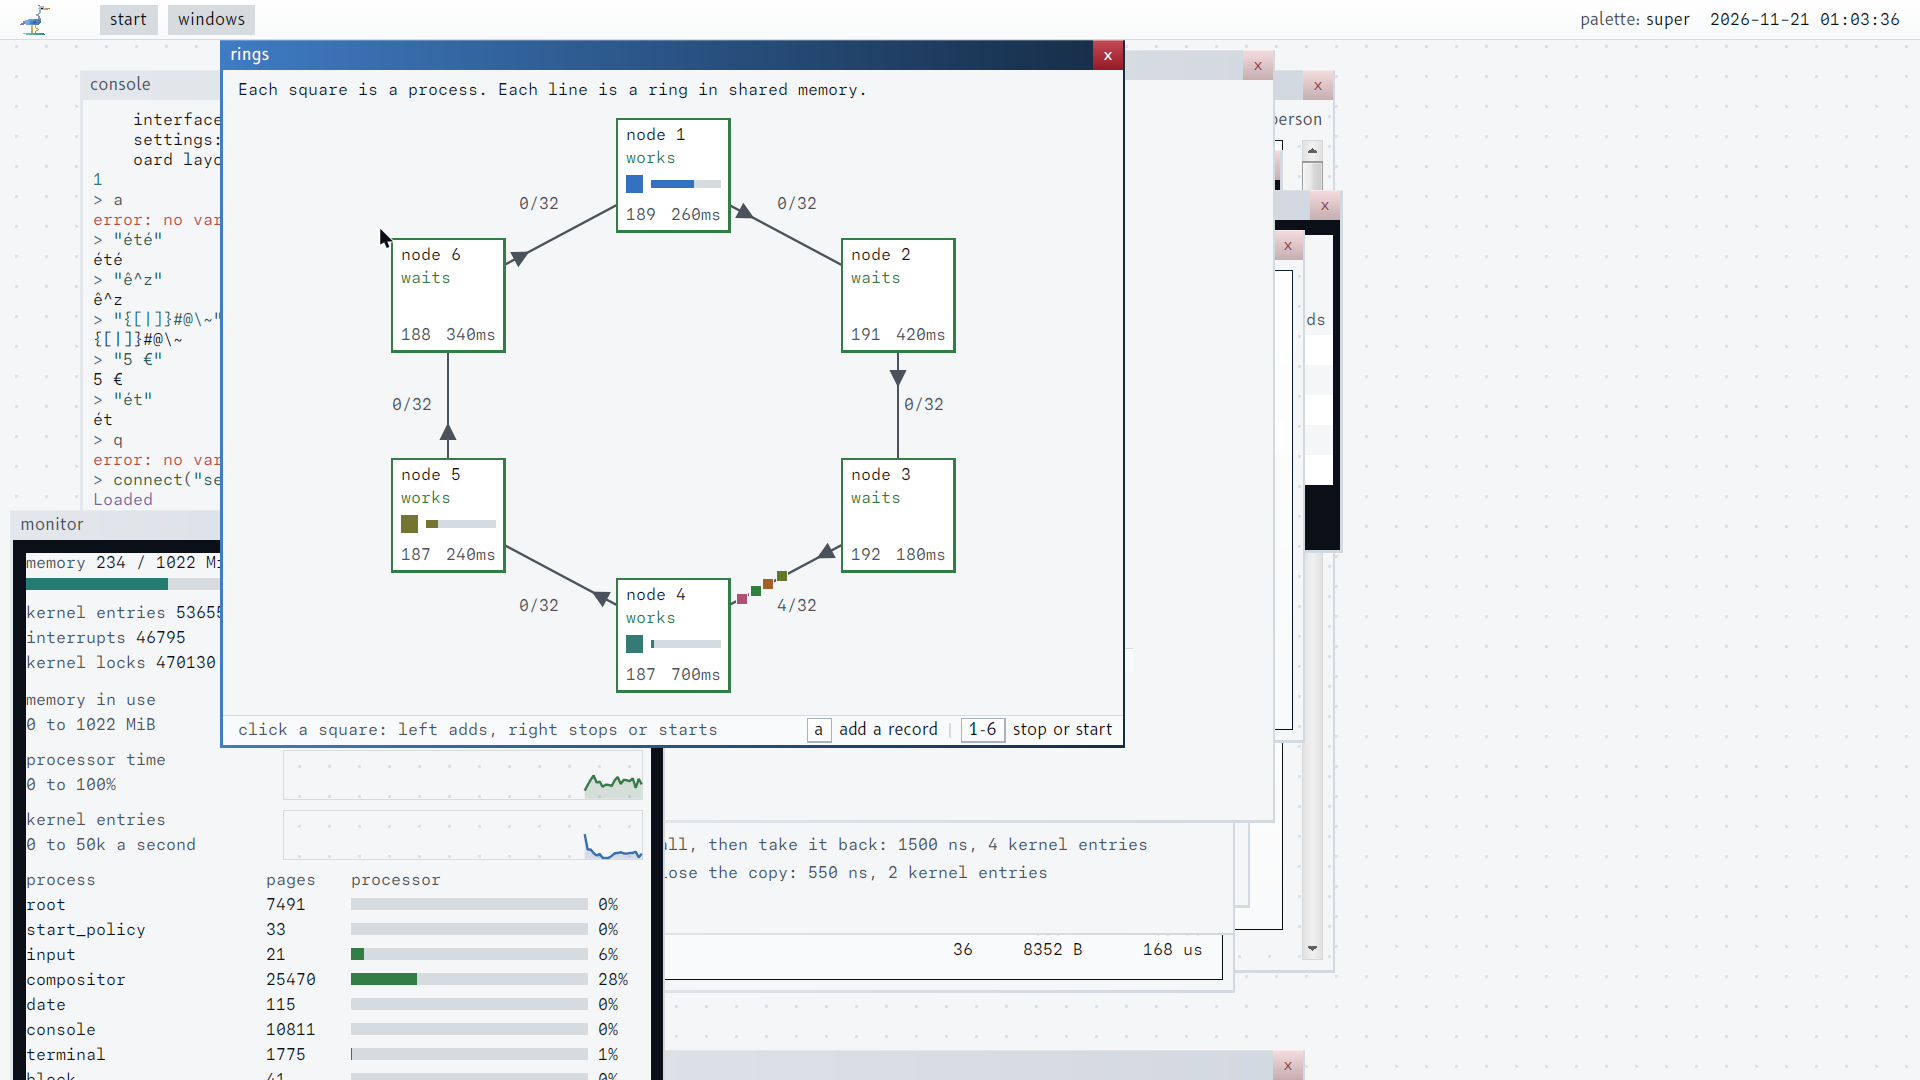 start windows palette: super 2026-11-21 01:03:36
rings x
Each square is a process. Each line is a ring in shared memory.
node 1
works
189 260ms
0/32
0/32
node 6
waits
188 340ms
node 2
waits
191 420ms
0/32
0/32
node 5
works
187 240ms
node 3
waits
192 180ms
0/32
node 4
works
187 700ms
4/32
click a square: left adds, right stops or starts a add a record | 1-6 stop or start
console
interface
settings:
oard layo
1
> a
error: no var
> "été"
été
> "ê^z"
ê^z
> "{[|]}#@\~"
{[|]}#@\~
> "5 €"
5 €
> "ét"
ét
> q
error: no var
> connect("se
Loaded
monitor
memory 234 / 1022 Mi
kernel entries 53655
interrupts 46795
kernel locks 470130
memory in use
0 to 1022 MiB
processor time
0 to 100%
kernel entries
0 to 50k a second
process pages processor
root 7491 0%
start_policy 33 0%
input 21 6%
compositor 25470 28%
date 115 0%
console 10811 0%
terminal 1775 1%
x
x
person
x
x
ds
all, then take it back: 1500 ns, 4 kernel entries
lose the copy: 550 ns, 2 kernel entries
36 8352 B 168 us
x